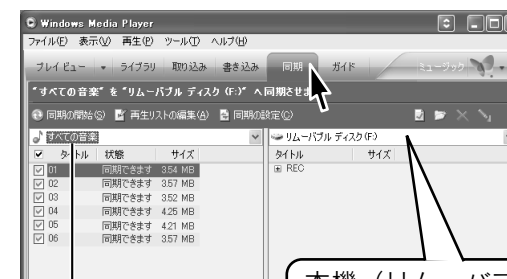 Windows Media Player
ファイル(F) 表示(V) 再生(P) ツール(T) ヘルプ(H)
プレイ ビュー ライブラリ 取り込み 書き込み 同期 ガイド ミュージック
"すべての音楽" を "リムーバブル ディスク (F:)" へ同期させま
同期の開始(S) 再生リストの編集(A) 同期の設定(C)
すべての音楽 リムーバブル ディスク (F:)
タイトル 状態 サイズ タイトル サイズ
01 同期できます 3.54 MB REC
02 同期できます 3.57 MB
03 同期できます 3.52 MB
04 同期できます 4.25 MB
05 同期できます 4.21 MB
06 同期できます 3.57 MB